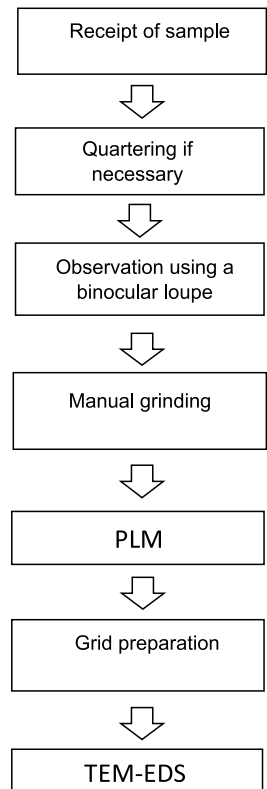 Receipt of sample
Quartering if
necessary
Observation using a
binocular loupe
Manual grinding
PLM
Grid preparation
TEM-EDS